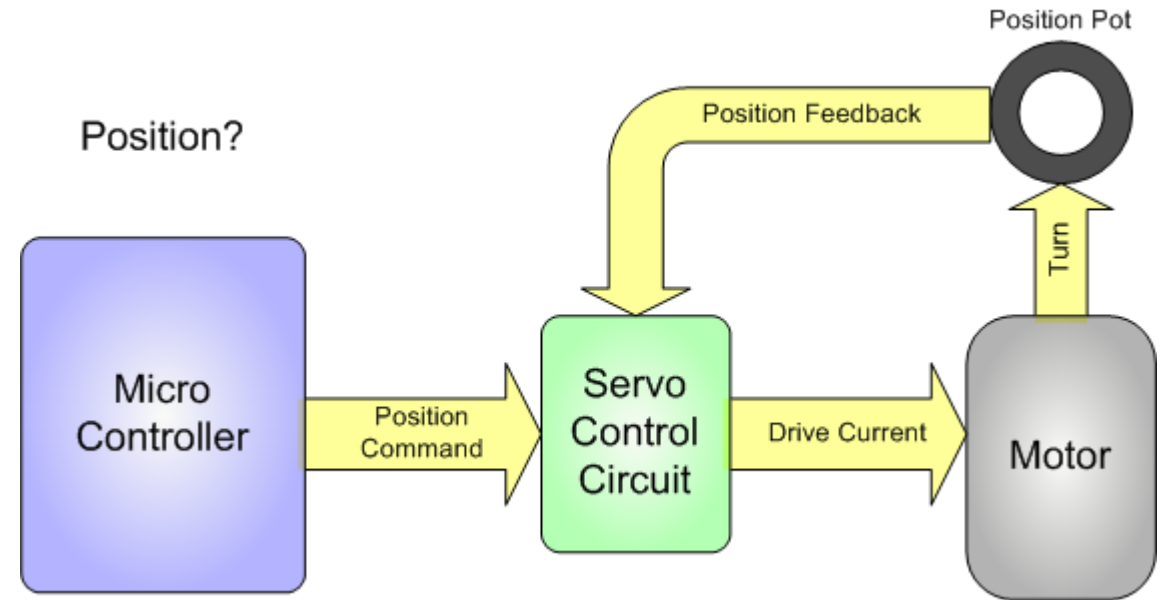 Position Pot
Position Feedback
Position?
Turn
Micro
Controller
Position
Command
Servo
Control
Circuit
Drive Current
Motor